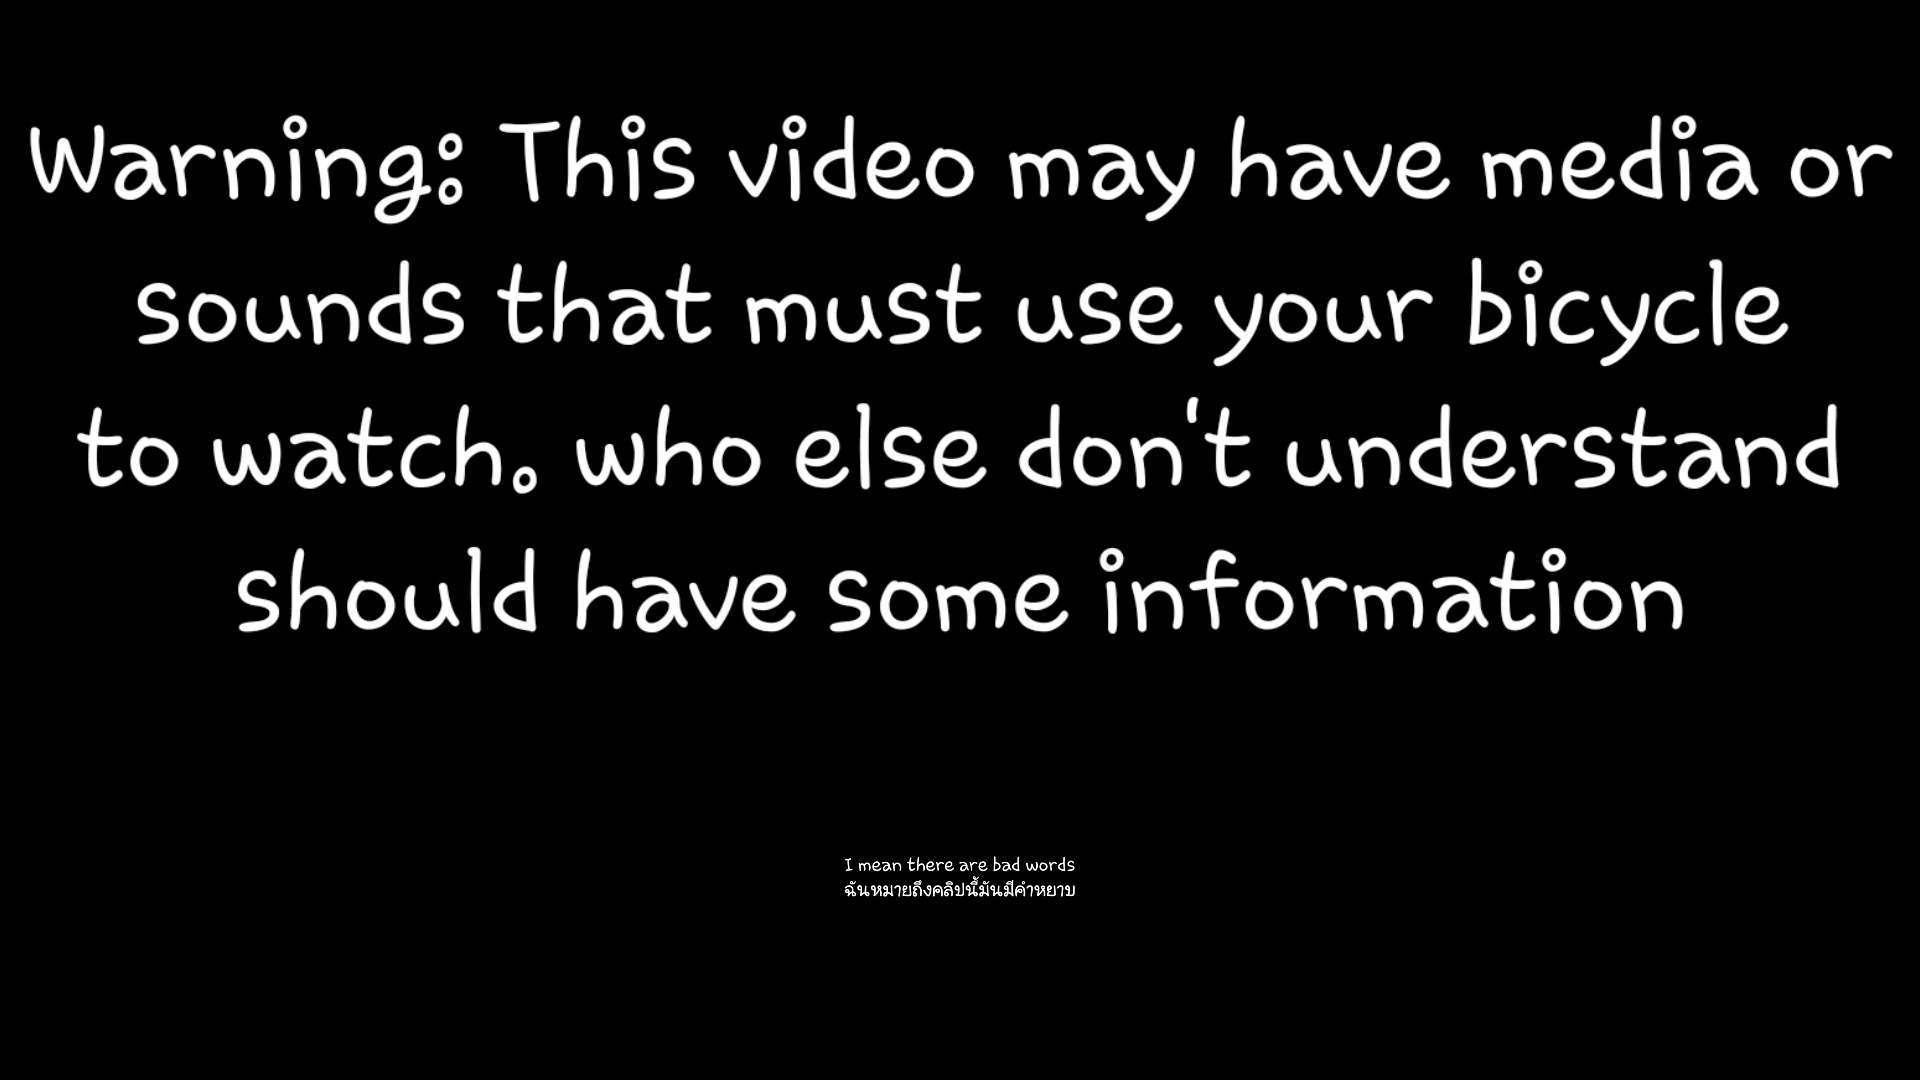 Warning: This video may have media or
sounds that must use your bicycle
to watch. who else don't understand
should have some information
I mean there are bad words
ฉันหมายถึงคลิปนี้มันมีคำหยาบ